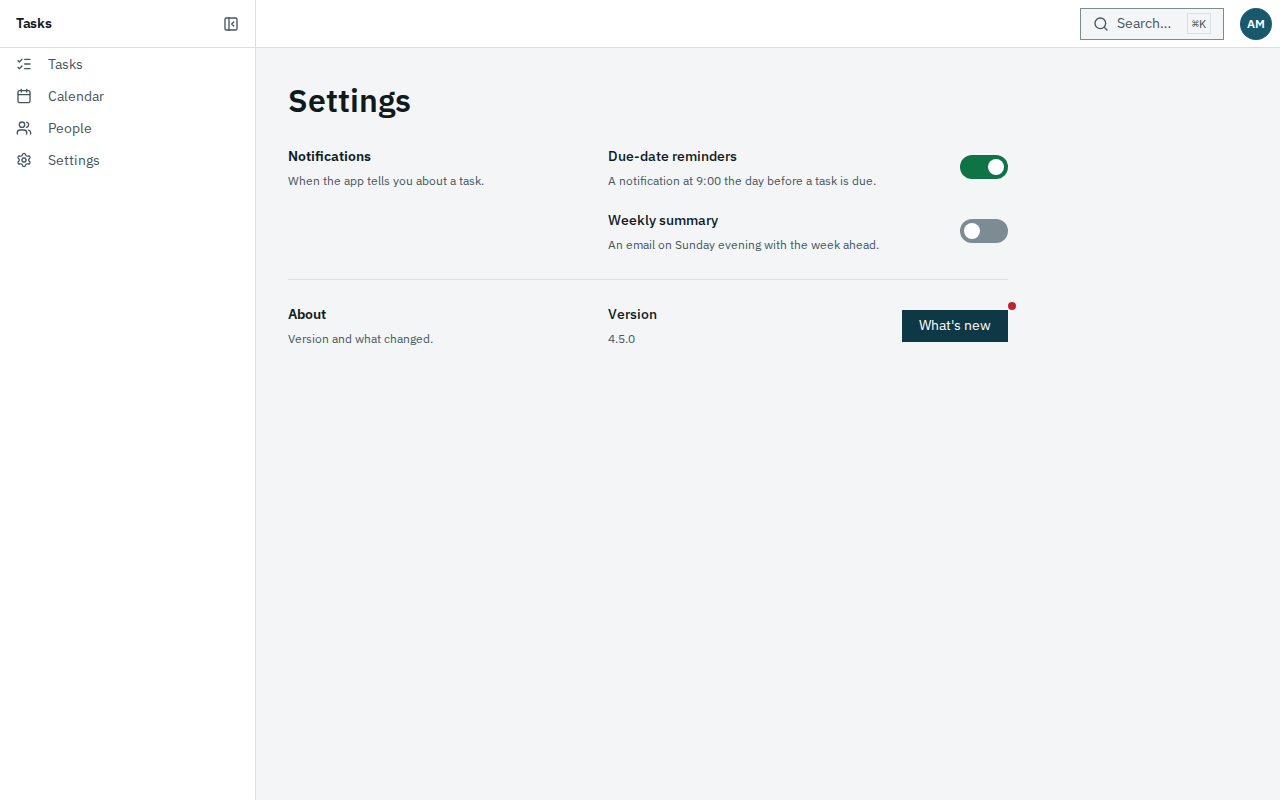 Tasks
Search... ⌘K
AM
Tasks
Calendar
People
Settings
Settings
Notifications
When the app tells you about a task.
Due-date reminders
A notification at 9:00 the day before a task is due.
Weekly summary
An email on Sunday evening with the week ahead.
About
Version and what changed.
Version
4.5.0
What's new